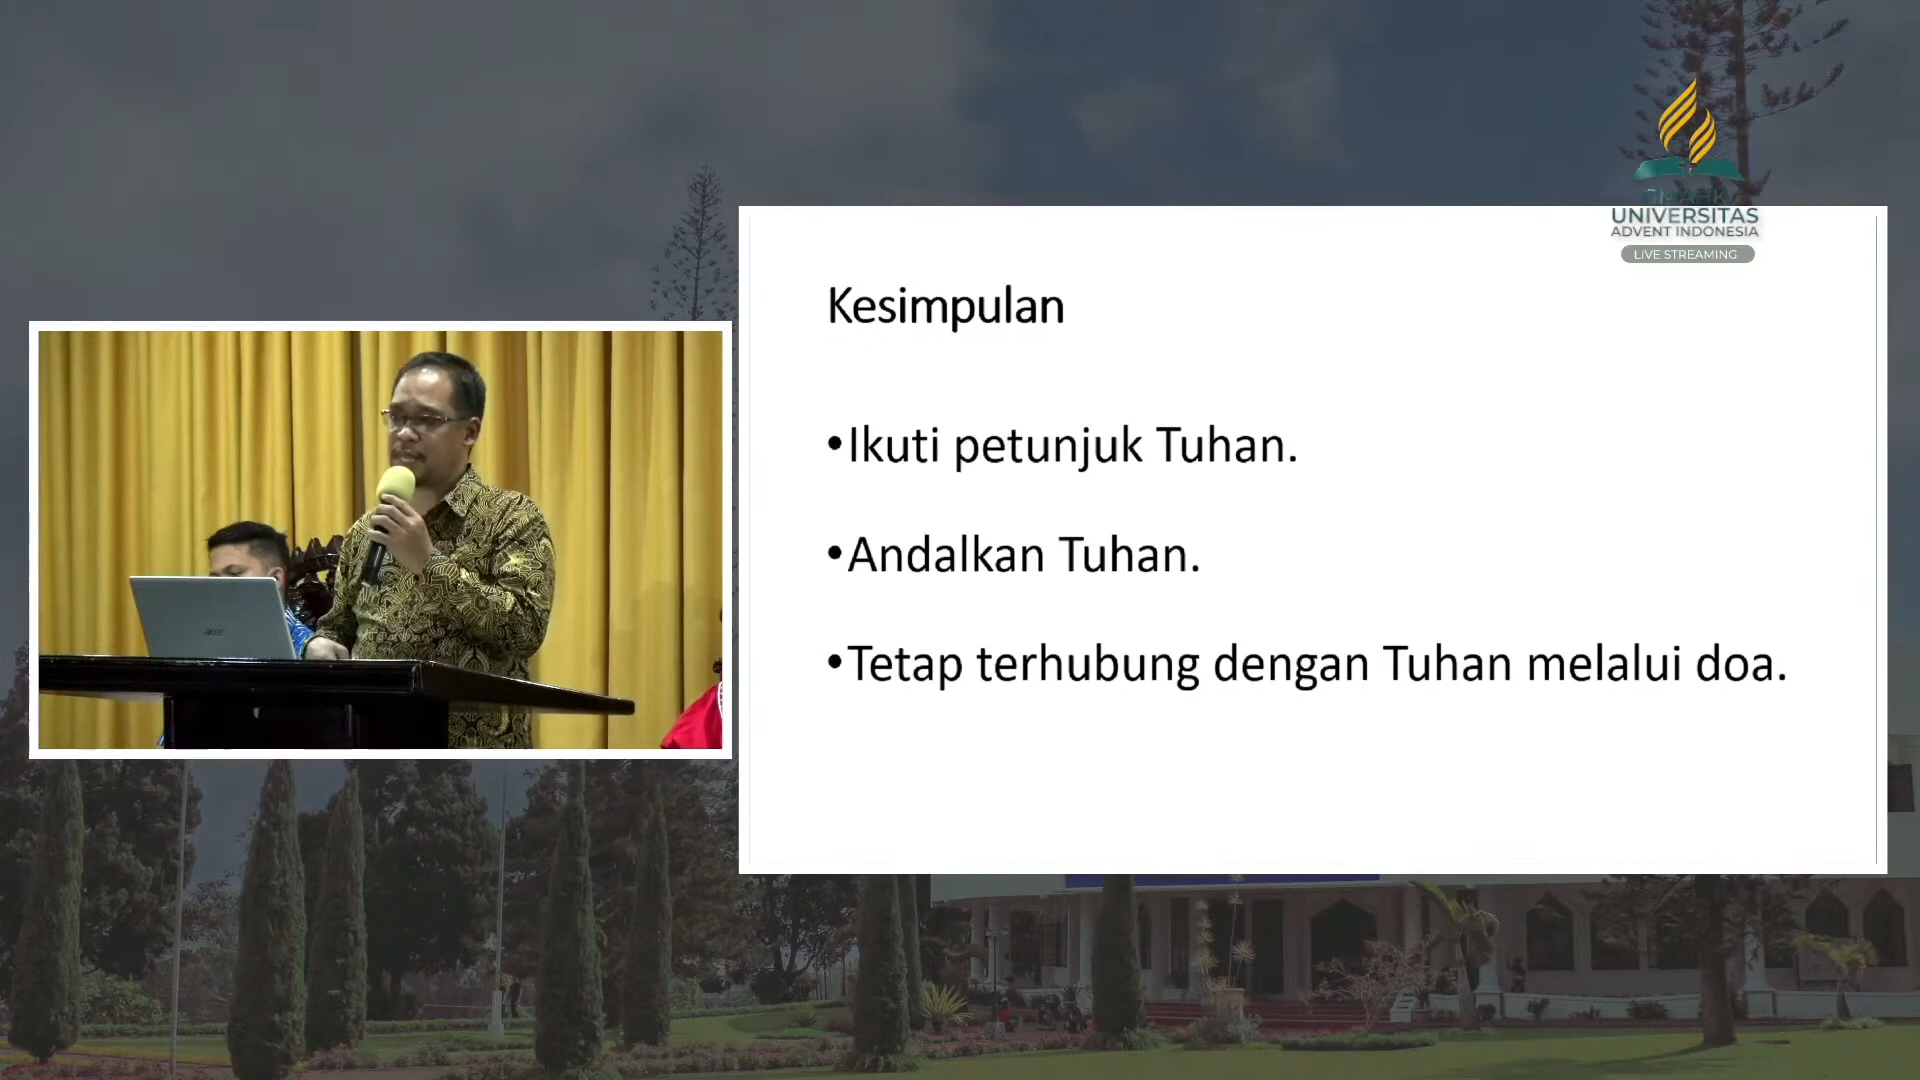 UNIVERSITAS
ADVENT INDONESIA
LIVE STREAMING
Kesimpulan
•Ikuti petunjuk Tuhan.
•Andalkan Tuhan.
•Tetap terhubung dengan Tuhan melalui doa.
acer